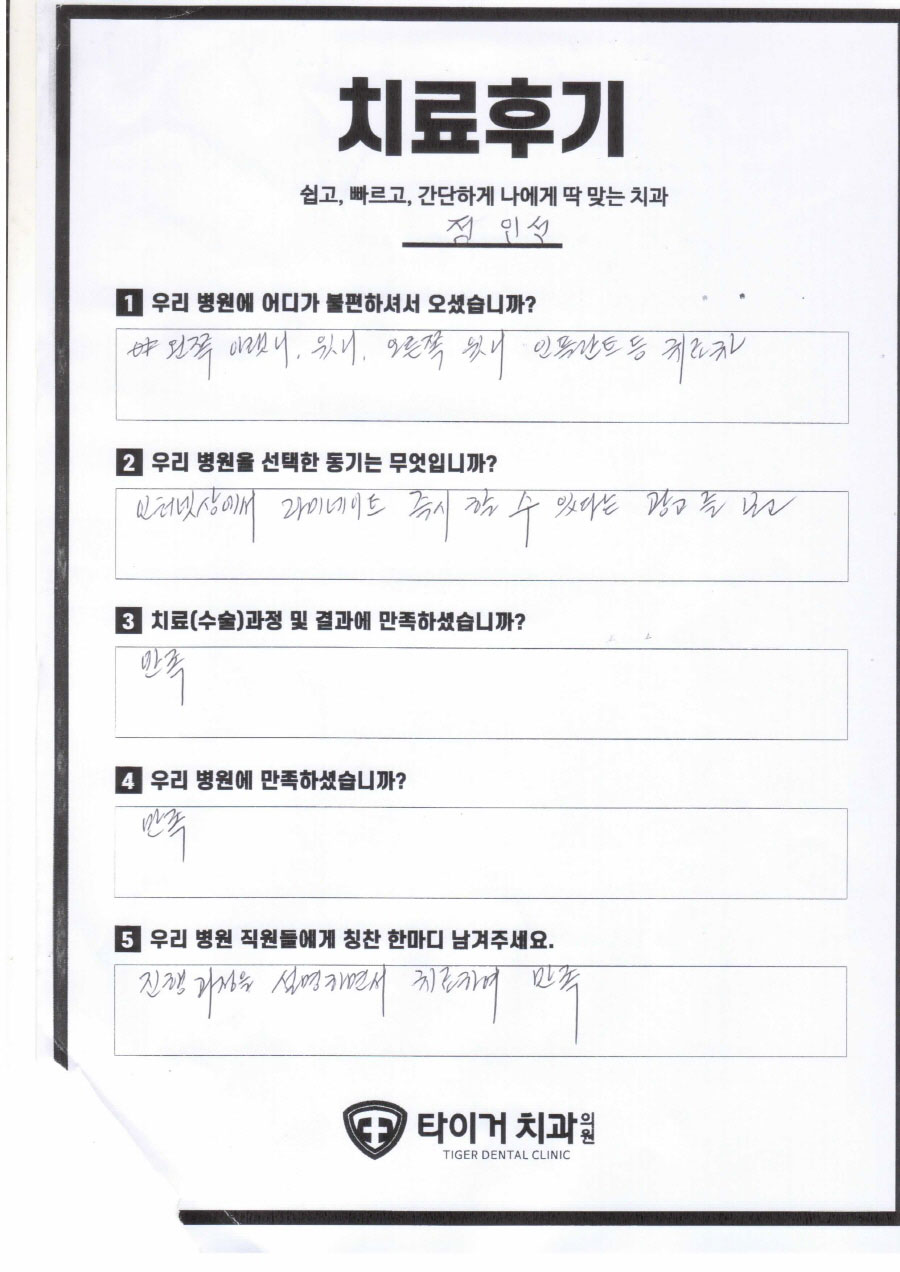 치료후기
쉽고, 빠르고, 간단하게 나에게 딱 맞는 치과
정 인석
1 우리 병원에 어디가 불편하셔서 오셨습니까?
왼쪽 아랫니, 윗니, 오른쪽 윗니 인플란트 등 치료차
2 우리 병원을 선택한 동기는 무엇입니까?
인터넷상에서 라미네이트 즉시 할 수 있다는 광고를 보고
3 치료(수술)과정 및 결과에 만족하셨습니까?
만족
4 우리 병원에 만족하셨습니까?
만족
5 우리 병원 직원들에게 칭찬 한마디 남겨주세요.
진행과정을 설명하면서 치료하여 만족
타이거 치과의원
TIGER DENTAL CLINIC